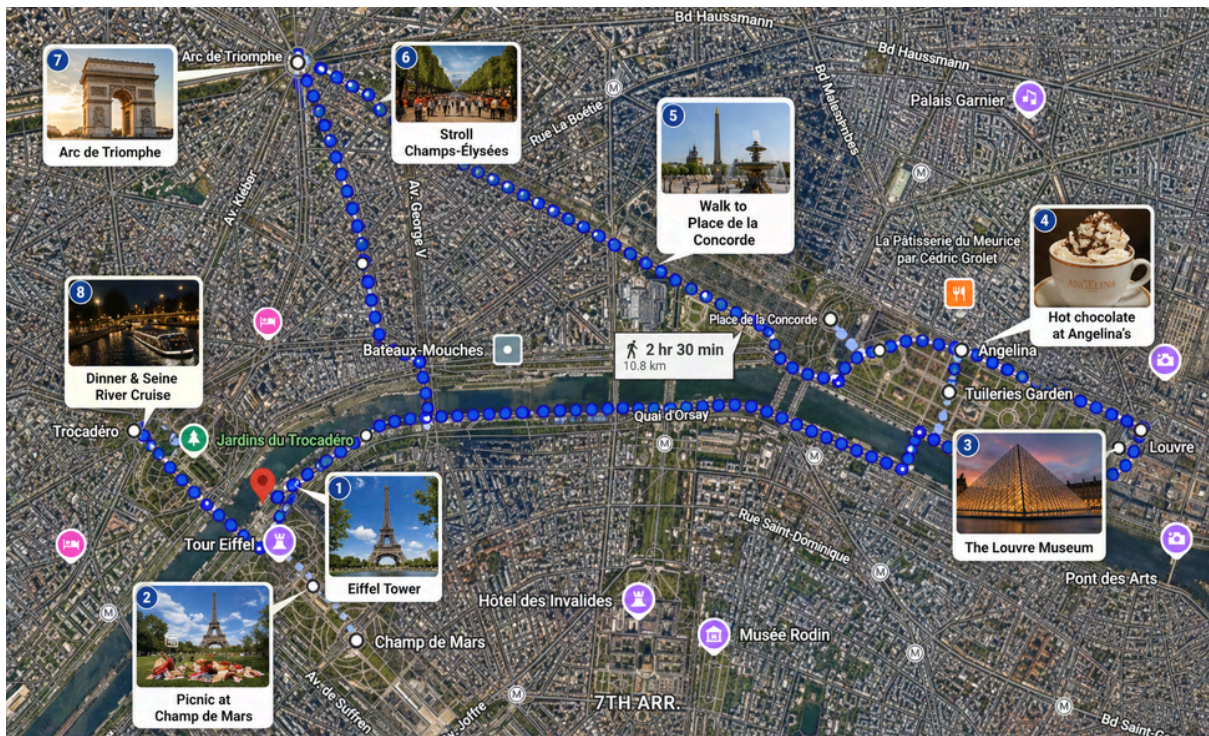 Bd Haussmann
Bd Haussmann
Bd Malesherbes
7
Arc de Triomphe
Arc de Triomphe
6
Stroll
Champs-Élysées
Rue La Boétie
M
Palais Garnier
5
Walk to
Place de la
Concorde
M
Av. Kléber
Av. George V
4
ANGELINA
Hot chocolate
at Angelina's
La Pâtisserie du Meurice
par Cédric Grolet
8
Dinner & Seine
River Cruise
Bateaux-Mouches
Place de la Concorde
2 hr 30 min
10.8 km
Angelina
Tuileries Garden
Trocadéro
Jardins du Trocadéro
Quai d'Orsay
M
M
3
The Louvre Museum
Louvre
1
Eiffel Tower
Tour Eiffel
Rue Saint-Dominique
M
Pont des Arts
2
Picnic at
Champ de Mars
M
Champ de Mars
Hôtel des Invalides
Musée Rodin
M
Av. de Suffren
M
7TH ARR.
M